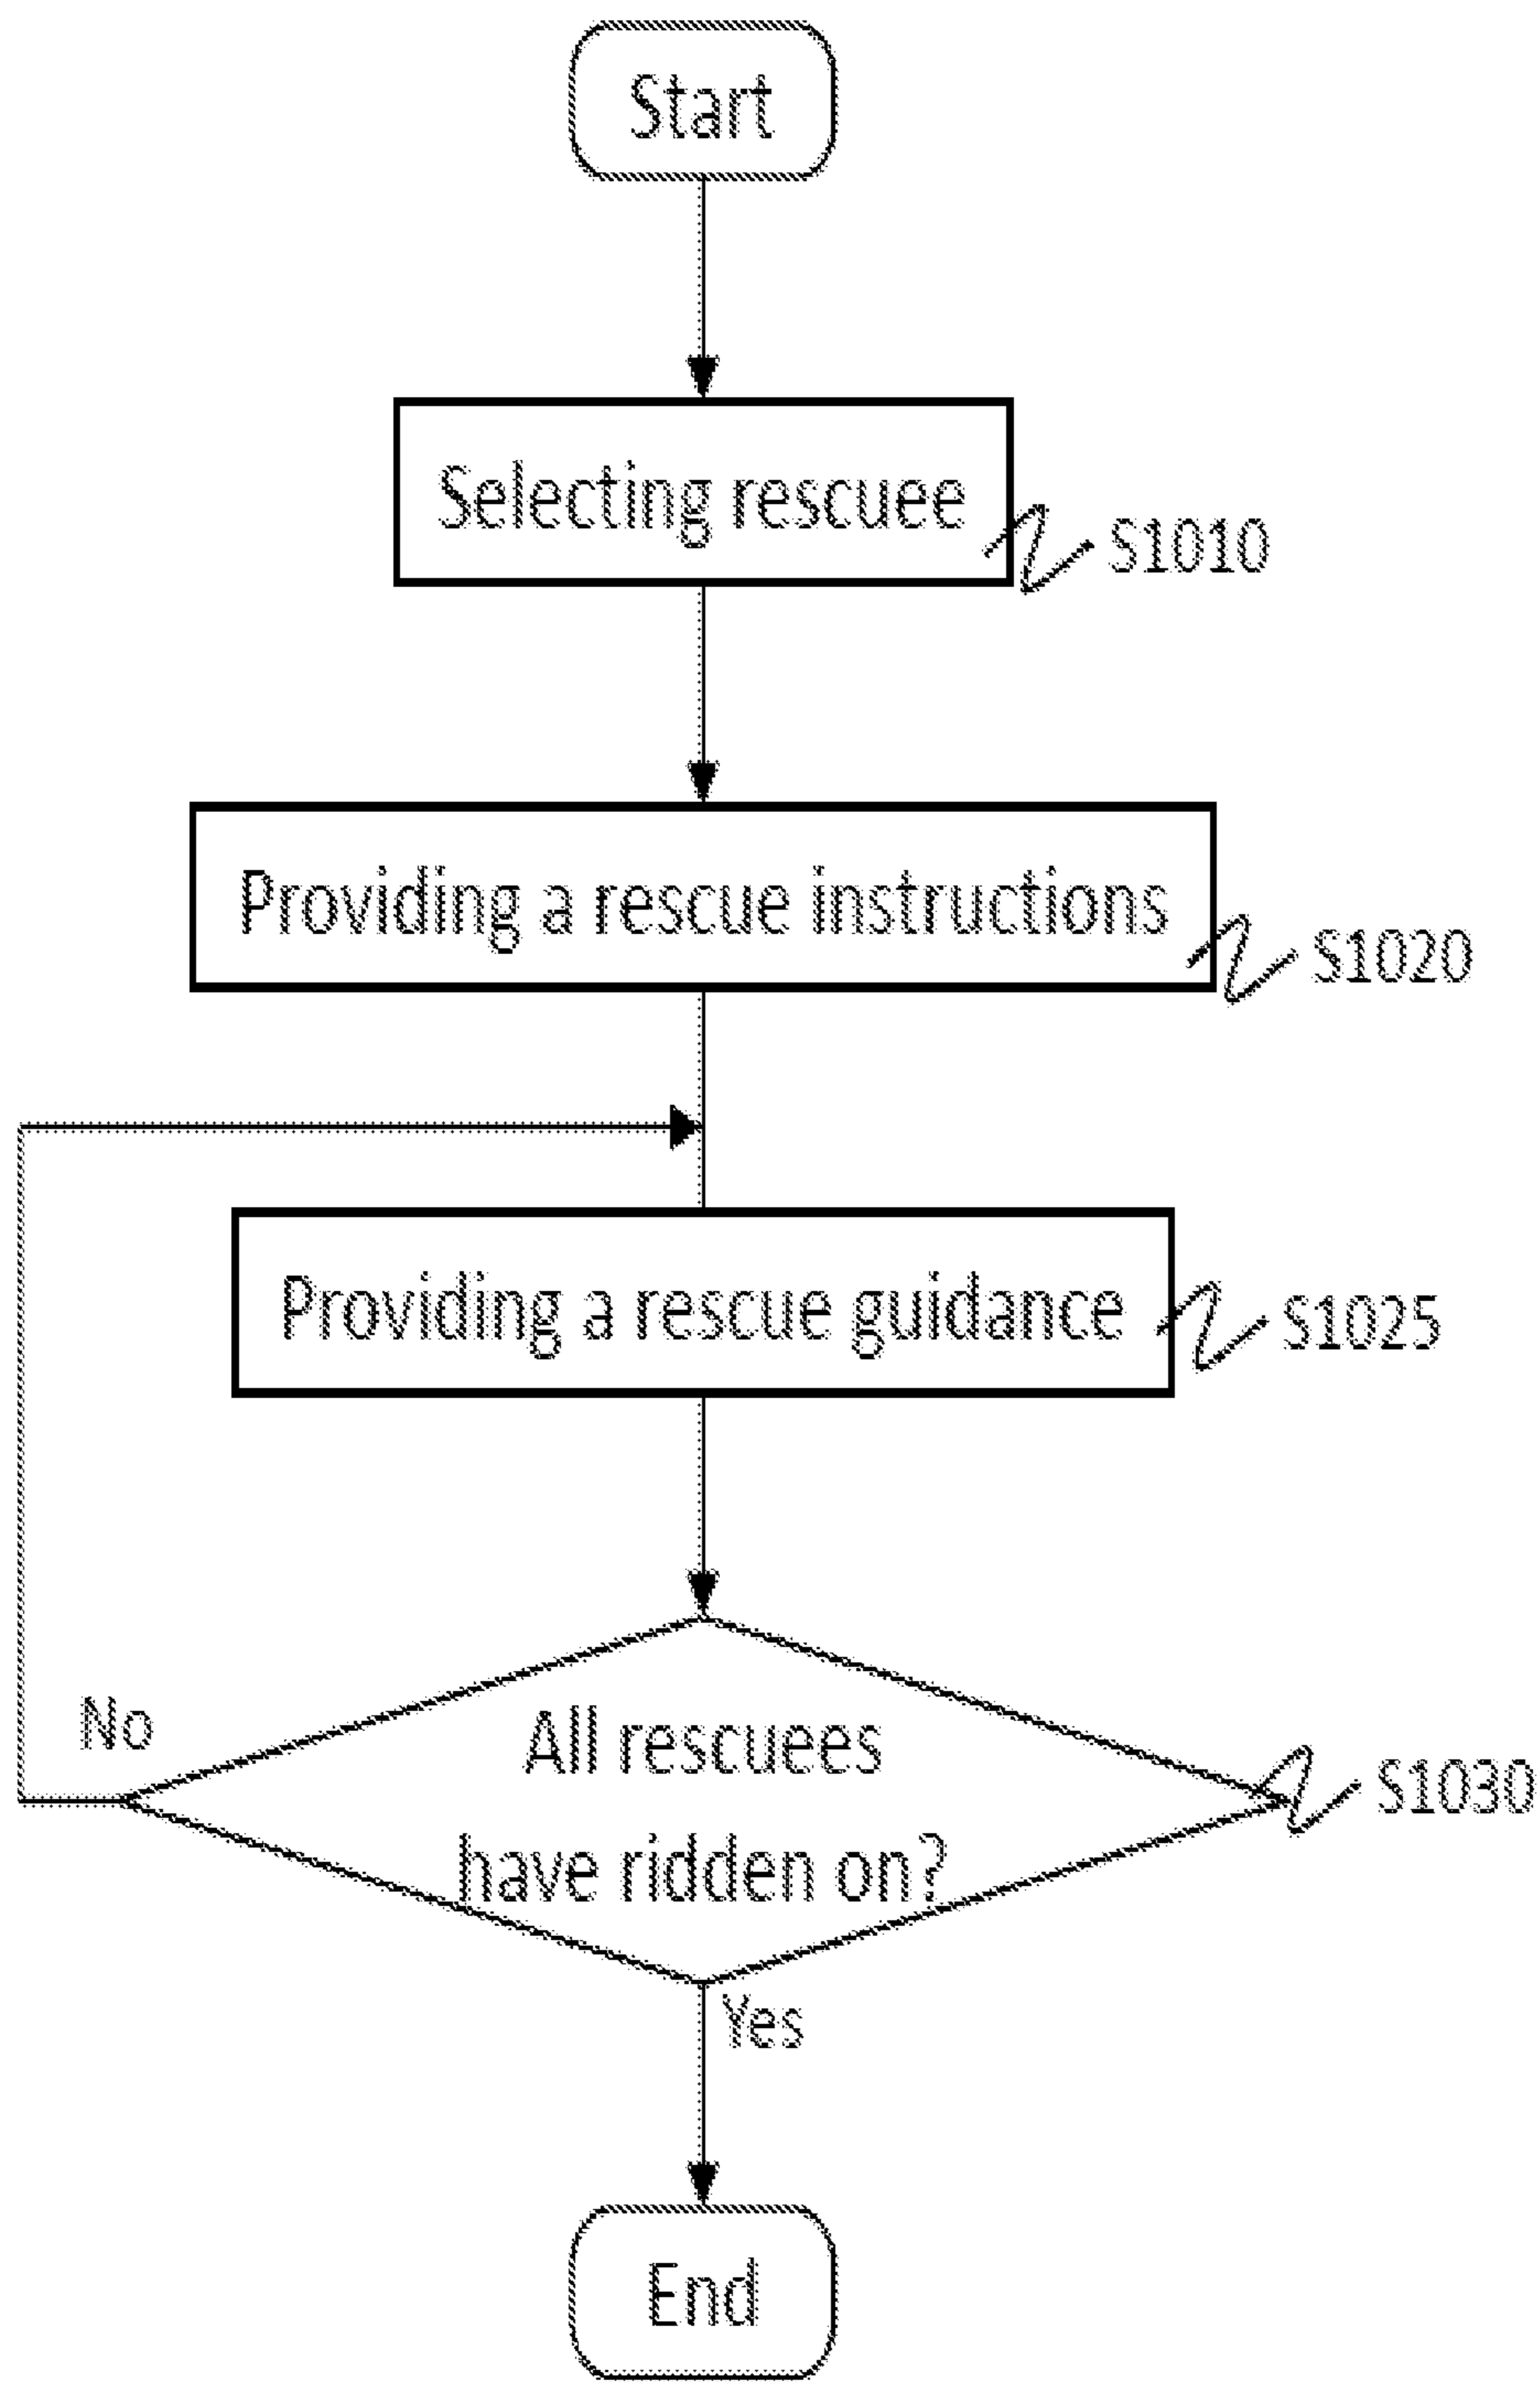 Start
Selecting rescuee
S1010
Providing a rescue instructions
S1020
Providing a rescue guidance
S1025
No
All rescuees
have ridden on?
S1030
Yes
End